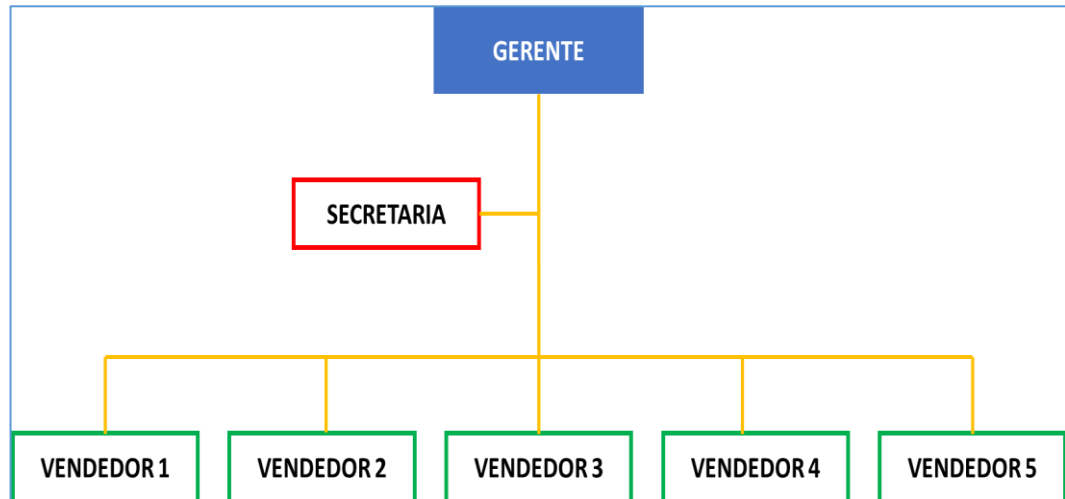 GERENTE
SECRETARIA
VENDEDOR 1
VENDEDOR 2
VENDEDOR 3
VENDEDOR 4
VENDEDOR 5